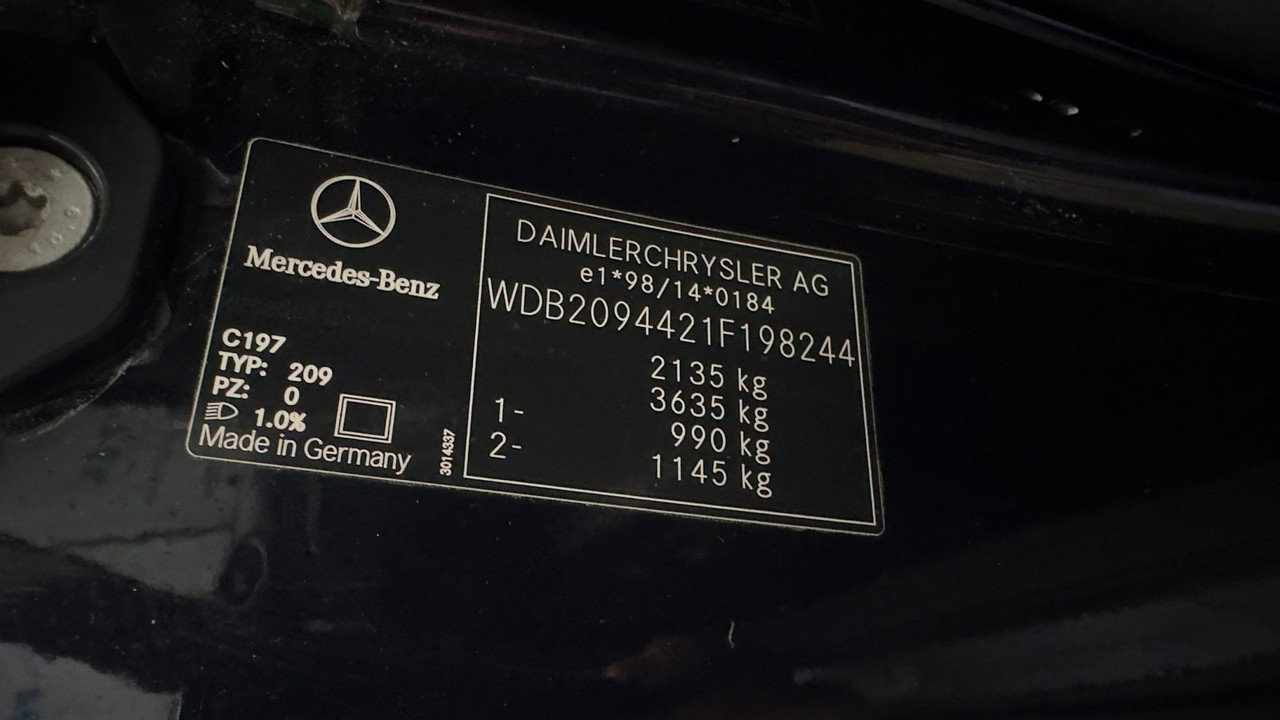 Mercedes-Benz
C197
TYP: 209
PZ: 0
1.0%
Made in Germany
3014337
DAIMLERCHRYSLER AG
e1*98/14*0184
WDB2094421F198244
2135 kg
3635 kg
1- 990 kg
2- 1145 kg